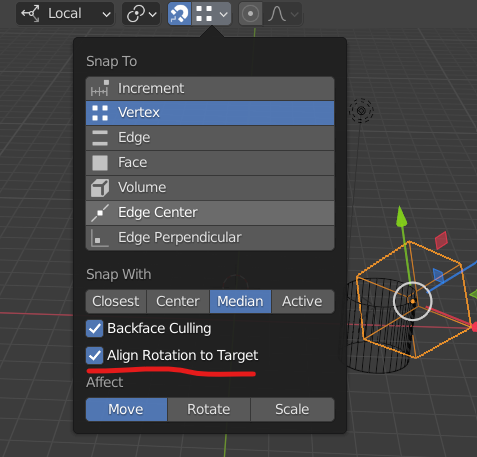 Local
Snap To
Increment
Vertex
Edge
Face
Volume
Edge Center
Edge Perpendicular
Snap With
Closest Center Median Active
Backface Culling
Align Rotation to Target
Affect
Move Rotate Scale